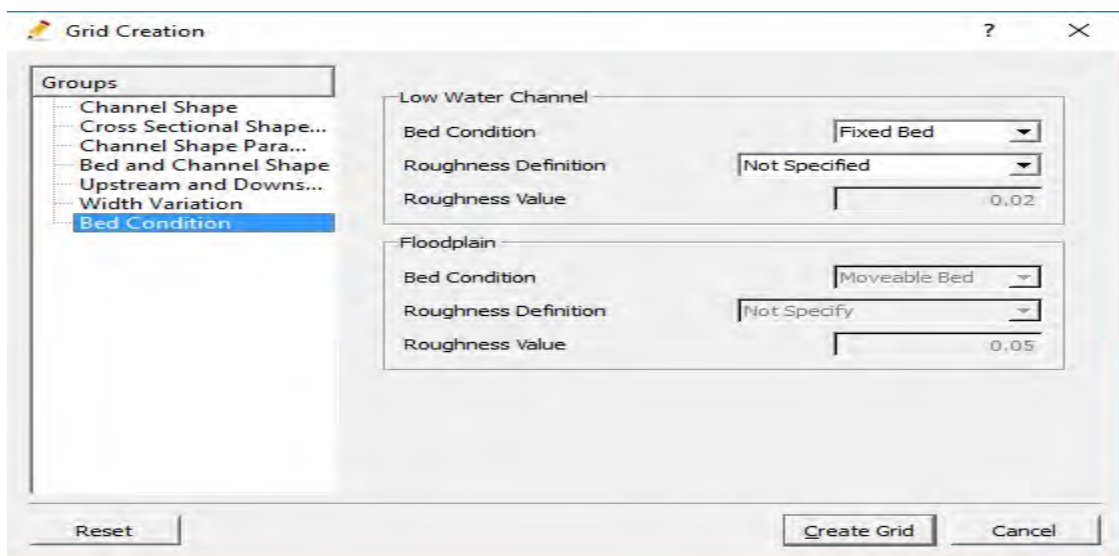 Grid Creation
?
Groups
Channel Shape
Cross Sectional Shape...
Channel Shape Para...
Bed and Channel Shape
Upstream and Downs...
Width Variation
Bed Condition
Low Water Channel
Bed Condition Fixed Bed
Roughness Definition Not Specified
Roughness Value 0.02
Floodplain
Bed Condition Moveable Bed
Roughness Definition Not Specify
Roughness Value 0.05
Reset Create Grid Cancel